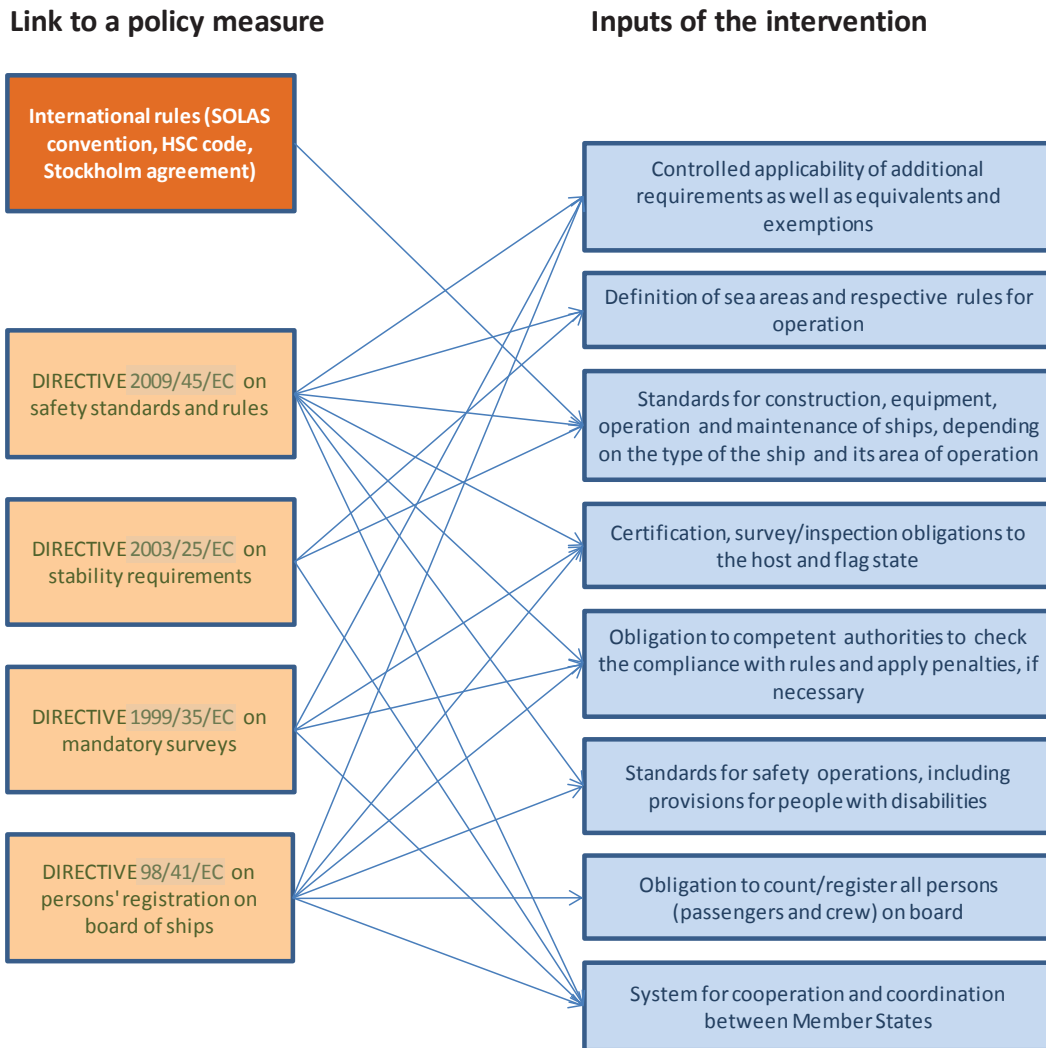 Link to a policy measure
International rules (SOLAS
convention, HSC code,
Stockholm agreement)
DIRECTIVE 2009/45/EC on
safety standards and rules
DIRECTIVE 2003/25/EC on
stability requirements
DIRECTIVE 1999/35/EC on
mandatory surveys
DIRECTIVE 98/41/EC on
persons' registration on
board of ships
Inputs of the intervention
Controlled applicability of additional
requirements as well as equivalents and
exemptions
Definition of sea areas and respective rules for
operation
Standards for construction, equipment,
operation and maintenance of ships, depending
on the type of the ship and its area of operation
Certification, survey/inspection obligations to
the host and flag state
Obligation to competent authorities to check
the compliance with rules and apply penalties, if
necessary
Standards for safety operations, including
provisions for people with disabilities
Obligation to count/register all persons
(passengers and crew) on board
System for cooperation and coordination
between Member States